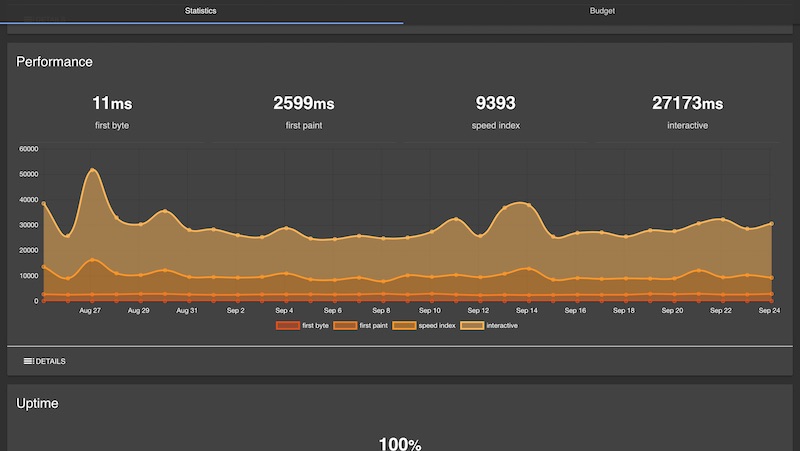 Statistics Budget
Performance
11ms 2599ms 9393 27173ms
first byte first paint speed index interactive
60000
50000
40000
30000
20000
10000
0
Aug 27 Aug 29 Aug 31 Sep 2 Sep 4 Sep 6 Sep 8 Sep 10 Sep 12 Sep 14 Sep 16 Sep 18 Sep 20 Sep 22 Sep 24
first byte first paint speed index interactive
DETAILS
Uptime
100%